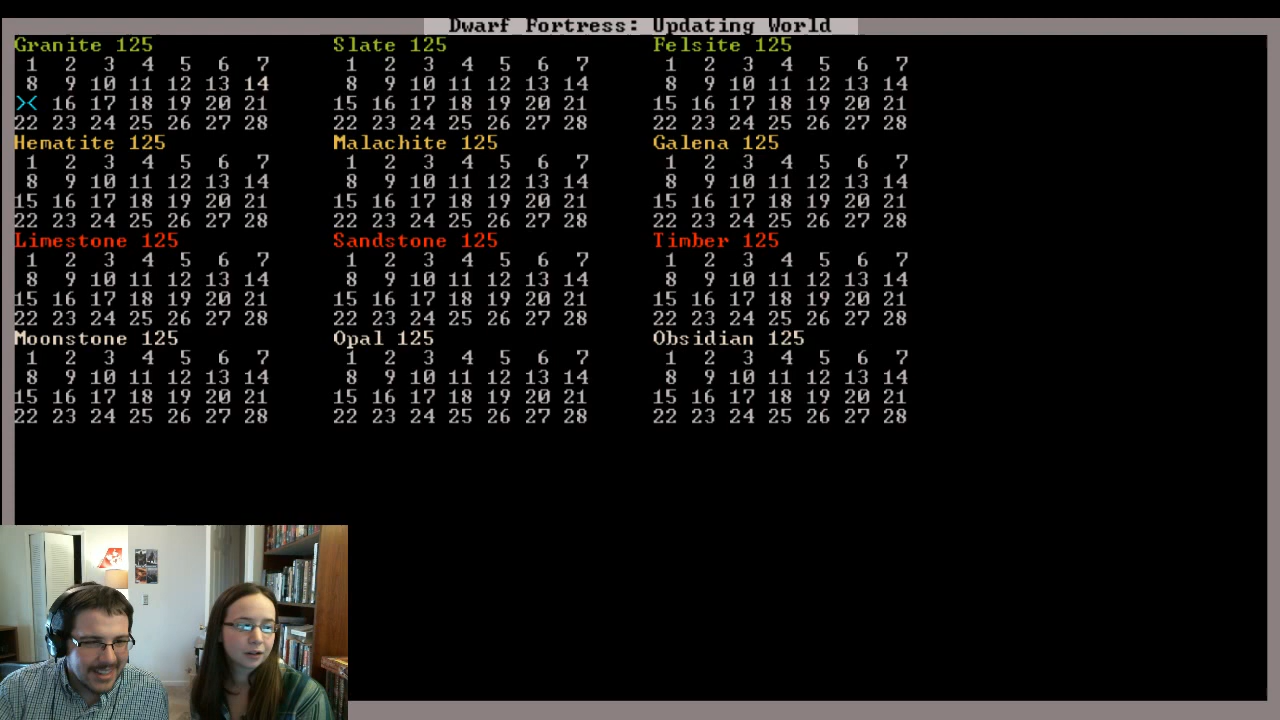 Dwarf Fortress: Updating World
Granite 125 Slate 125 Felsite 125
1 2 3 4 5 6 7 1 2 3 4 5 6 7 1 2 3 4 5 6 7
8 9 10 11 12 13 14 8 9 10 11 12 13 14 8 9 10 11 12 13 14
>< 16 17 18 19 20 21 15 16 17 18 19 20 21 15 16 17 18 19 20 21
22 23 24 25 26 27 28 22 23 24 25 26 27 28 22 23 24 25 26 27 28
Hematite 125 Malachite 125 Galena 125
1 2 3 4 5 6 7 1 2 3 4 5 6 7 1 2 3 4 5 6 7
8 9 10 11 12 13 14 8 9 10 11 12 13 14 8 9 10 11 12 13 14
15 16 17 18 19 20 21 15 16 17 18 19 20 21 15 16 17 18 19 20 21
22 23 24 25 26 27 28 22 23 24 25 26 27 28 22 23 24 25 26 27 28
Limestone 125 Sandstone 125 Timber 125
1 2 3 4 5 6 7 1 2 3 4 5 6 7 1 2 3 4 5 6 7
8 9 10 11 12 13 14 8 9 10 11 12 13 14 8 9 10 11 12 13 14
15 16 17 18 19 20 21 15 16 17 18 19 20 21 15 16 17 18 19 20 21
22 23 24 25 26 27 28 22 23 24 25 26 27 28 22 23 24 25 26 27 28
Moonstone 125 Opal 125 Obsidian 125
1 2 3 4 5 6 7 1 2 3 4 5 6 7 1 2 3 4 5 6 7
8 9 10 11 12 13 14 8 9 10 11 12 13 14 8 9 10 11 12 13 14
15 16 17 18 19 20 21 15 16 17 18 19 20 21 15 16 17 18 19 20 21
22 23 24 25 26 27 28 22 23 24 25 26 27 28 22 23 24 25 26 27 28